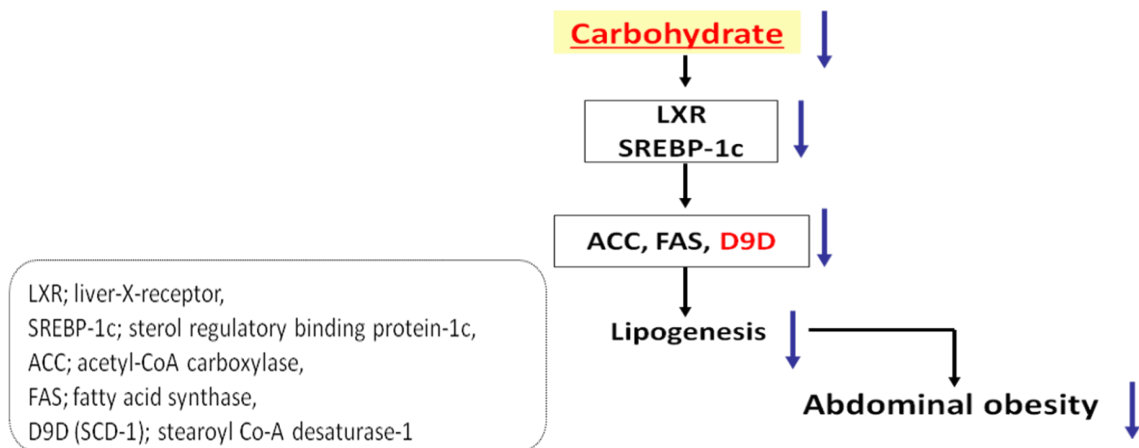 Carbohydrate
LXR
SREBP-1c
ACC, FAS, D9D
Lipogenesis
Abdominal obesity
LXR; liver-X-receptor,
SREBP-1c; sterol regulatory binding protein-1c,
ACC; acetyl-CoA carboxylase,
FAS; fatty acid synthase,
D9D (SCD-1); stearoyl Co-A desaturase-1